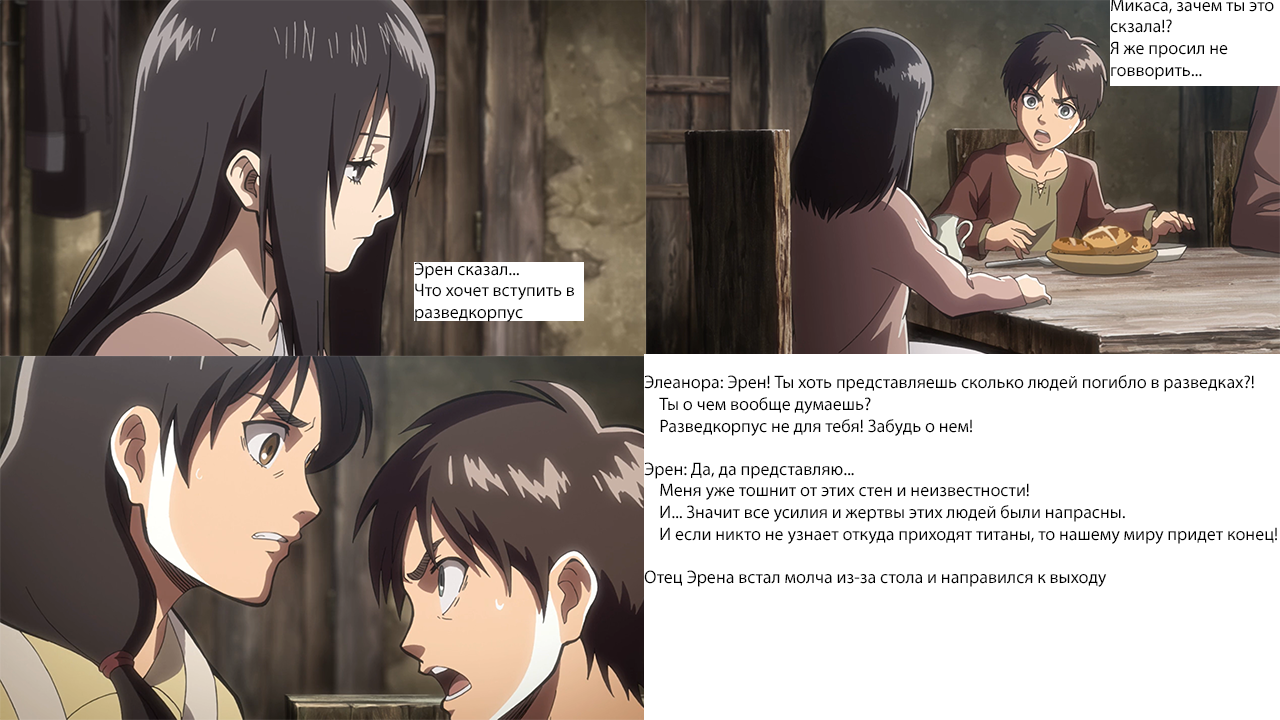 Эрен сказал...
Что хочет вступить в
разведкорпус
Микаса, зачем ты это
скзала!?
Я же просил не
говворить...
Элеанора: Эрен! Ты хоть представляешь сколько людей погибло в разведках?!
Ты о чем вообще думаешь?
Разведкорпус не для тебя! Забудь о нем!
Эрен: Да, да представляю...
Меня уже тошнит от этих стен и неизвестности!
И... Значит все усилия и жертвы этих людей были напрасны.
И если никто не узнает откуда приходят титаны, то нашему миру придет конец!
Отец Эрена встал молча из-за стола и направился к выходу